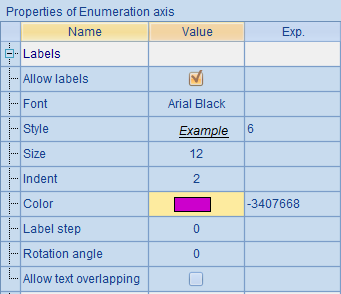 Properties of Enumeration axis
Name Value Exp.
Labels
Allow labels
Font Arial Black
Style Example 6
Size 12
Indent 2
Color -3407668
Label step 0
Rotation angle 0
Allow text overlapping